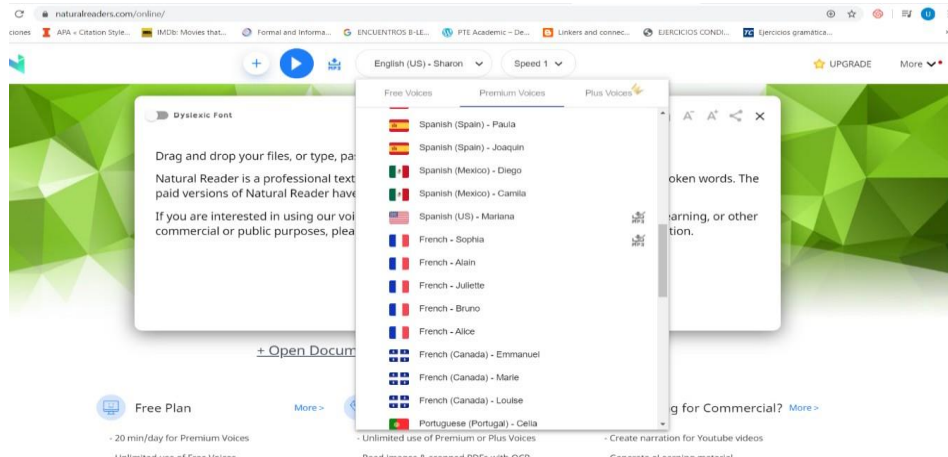 naturalreaders.com/online/
ciones APA « Citation Style... IMDb: Movies that... Formal and Informa... ENCUENTROS B-LE... PTE Academic – De... Linkers and connec... EJERCICIOS CONDI... Ejercicios gramática...
English (US) - Sharon Speed 1 UPGRADE More
Free Voices Premium Voices Plus Voices
Dyslexic Font
Spanish (Spain) - Paula
Drag and drop your files, or type, pa
Spanish (Spain) - Joaquin
Natural Reader is a professional text
Spanish (Mexico) - Diego
oken words. The
paid versions of Natural Reader have
Spanish (Mexico) - Camila
If you are interested in using our voi
Spanish (US) - Mariana
MP3
arning, or other
commercial or public purposes, plea
French - Sophia
MP3
tion.
French - Alain
French - Juliette
French - Bruno
French - Alice
+ Open Docum
French (Canada) - Emmanuel
French (Canada) - Marie
French (Canada) - Louise
Free Plan More >
g for Commercial? More >
Portuguese (Portugal) - Celia
- 20 min/day for Premium Voices
- Unlimited use of Premium or Plus Voices
- Create narration for Youtube videos